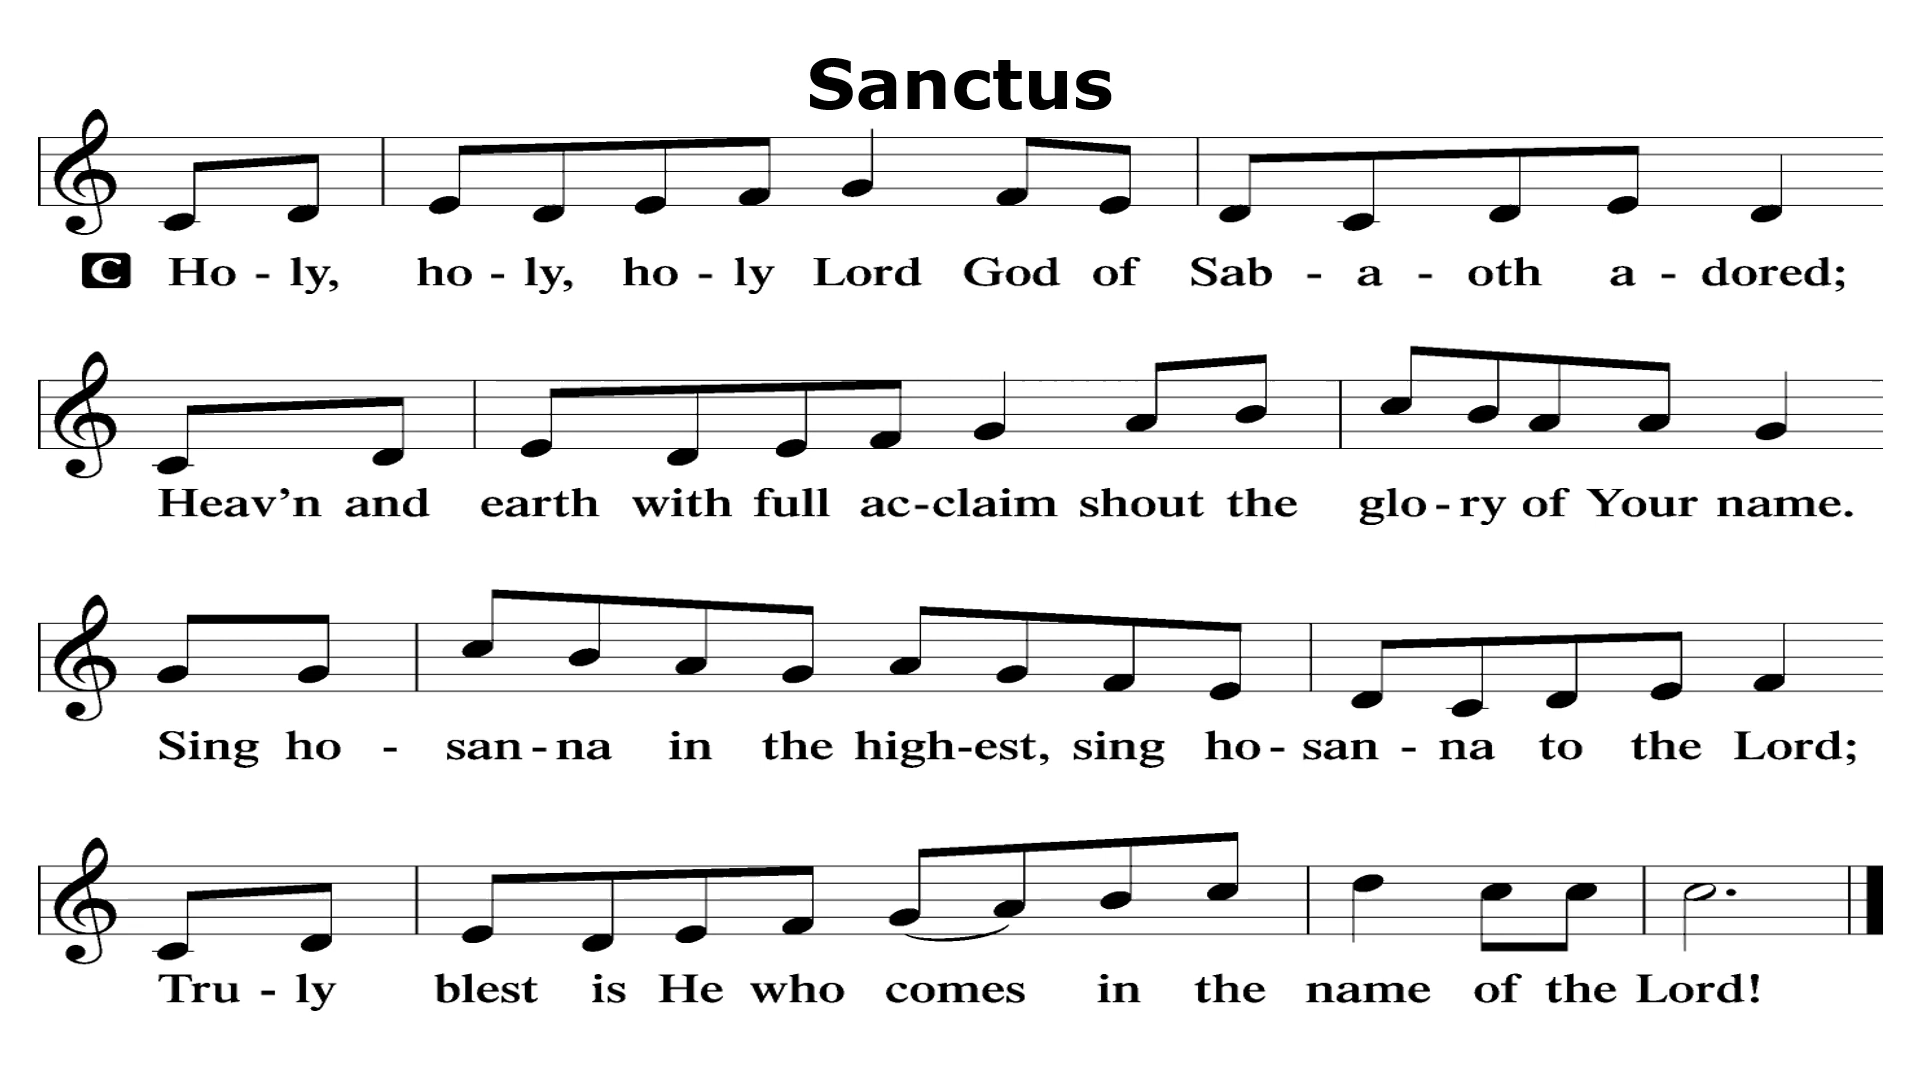 Sanctus
C Ho - ly, ho - ly, ho - ly Lord God of Sab - a - oth a - dored;
Heav’n and earth with full ac-claim shout the glo - ry of Your name.
Sing ho - san - na in the high-est, sing ho - san - na to the Lord;
Tru - ly blest is He who comes in the name of the Lord!